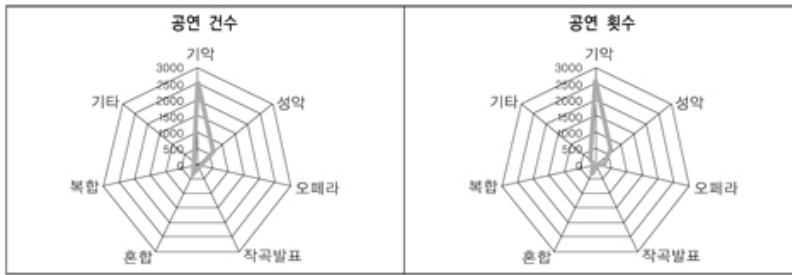 공연 건수
기악
3000
2500
2000
1500
1000
500
0
성악
오페라
작곡발표
혼합
복합
기타
공연 횟수
기악
3000
2500
2000
1500
1000
500
0
성악
오페라
작곡발표
혼합
복합
기타